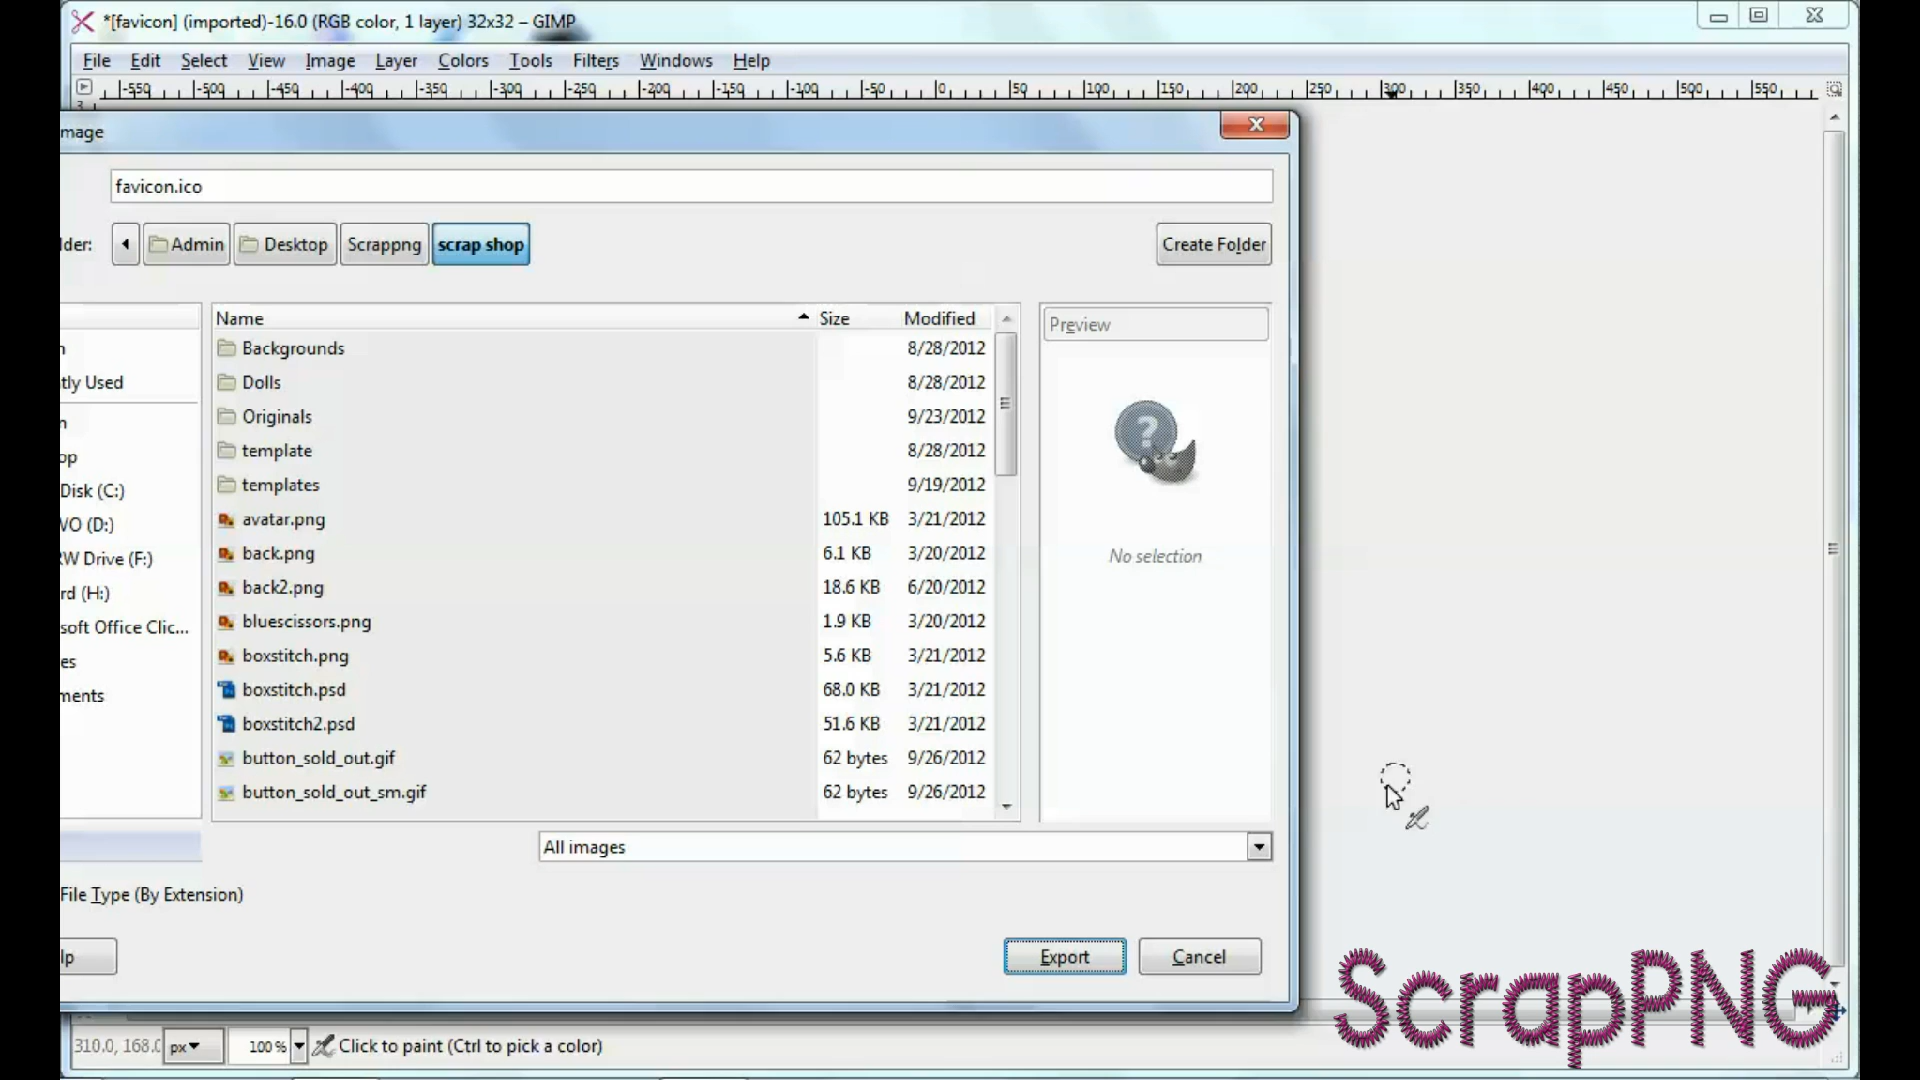 *[favicon] (imported)-16.0 (RGB color, 1 layer) 32x32 – GIMP
File Edit Select View Image Layer Colors Tools Filters Windows Help
-550 -500 -450 -400 -350 -300 -250 -200 -150 -100 -50 0 50 100 150 200 250 300 350 400 450 500 550
mage
favicon.ico
lder: Admin Desktop Scrappng scrap shop Create Folder
Name Size Modified Preview
Backgrounds 8/28/2012
tly Used Dolls 8/28/2012
Originals 9/23/2012
op template 8/28/2012
Disk (C:) templates 9/19/2012
VO (D:) avatar.png 105.1 KB 3/21/2012
RW Drive (F:) back.png 6.1 KB 3/20/2012
No selection
rd (H:) back2.png 18.6 KB 6/20/2012
soft Office Clic... bluescissors.png 1.9 KB 3/20/2012
es boxstitch.png 5.6 KB 3/21/2012
ments boxstitch.psd 68.0 KB 3/21/2012
boxstitch2.psd 51.6 KB 3/21/2012
button_sold_out.gif 62 bytes 9/26/2012
button_sold_out_sm.gif 62 bytes 9/26/2012
All images
File Type (By Extension)
lp Export Cancel
ScrapPNG
310.0, 168.0 px 100 % Click to paint (Ctrl to pick a color)